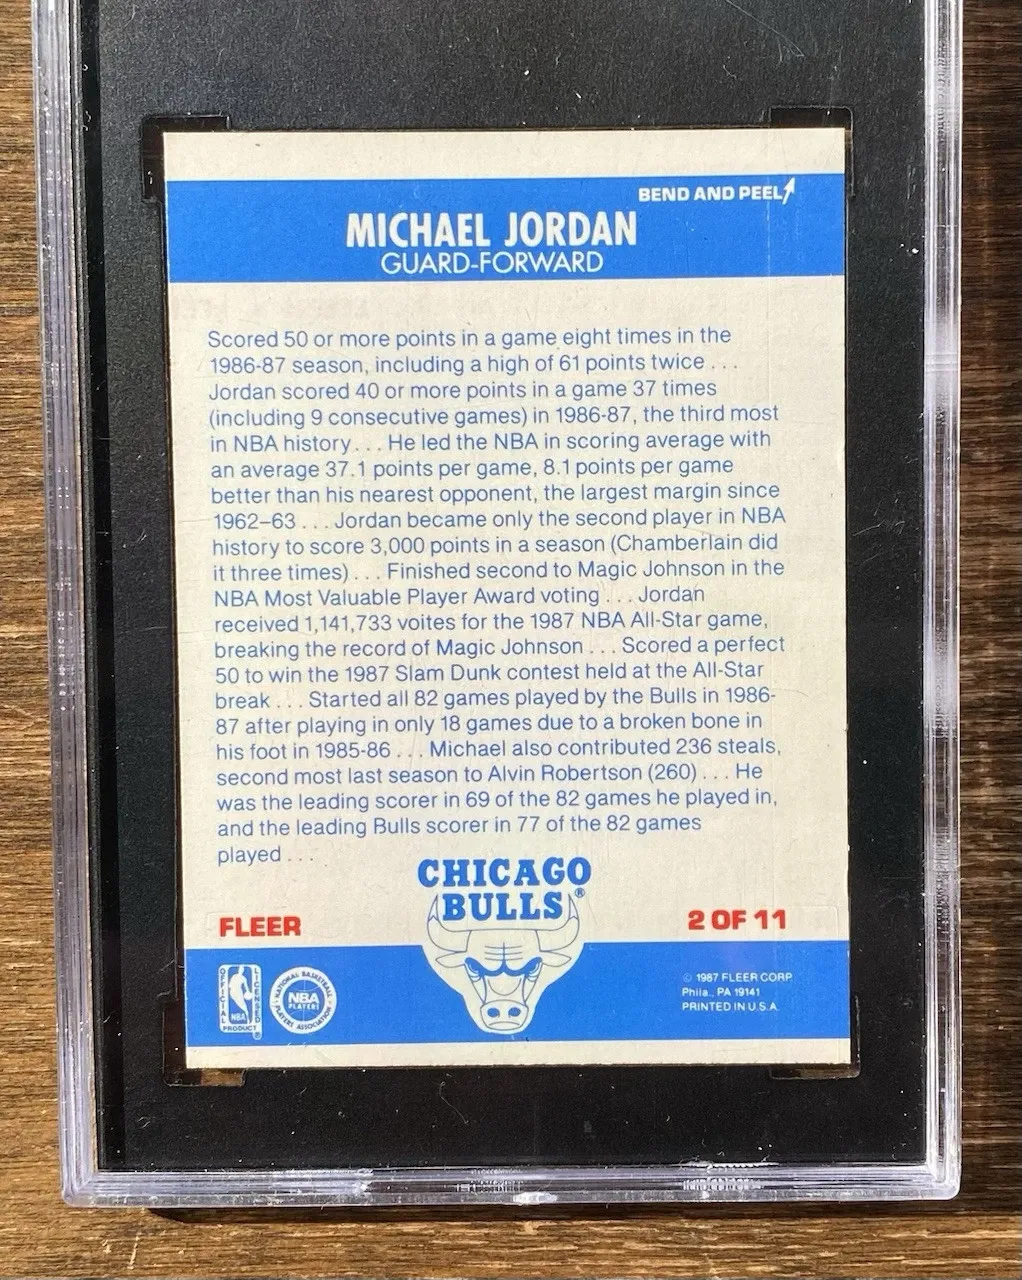 BEND AND PEEL
MICHAEL JORDAN
GUARD-FORWARD
Scored 50 or more points in a game eight times in the
1986-87 season, including a high of 61 points twice . . .
Jordan scored 40 or more points in a game 37 times
(including 9 consecutive games) in 1986-87, the third most
in NBA history . . . He led the NBA in scoring average with
an average 37.1 points per game, 8.1 points per game
better than his nearest opponent, the largest margin since
1962–63 . . . Jordan became only the second player in NBA
history to score 3,000 points in a season (Chamberlain did
it three times) . . . Finished second to Magic Johnson in the
NBA Most Valuable Player Award voting . . . Jordan
received 1,141,733 voites for the 1987 NBA All-Star game,
breaking the record of Magic Johnson . . . Scored a perfect
50 to win the 1987 Slam Dunk contest held at the All-Star
break . . . Started all 82 games played by the Bulls in 1986-
87 after playing in only 18 games due to a broken bone in
his foot in 1985-86 . . . Michael also contributed 236 steals,
second most last season to Alvin Robertson (260) . . . He
was the leading scorer in 69 of the 82 games he played in,
and the leading Bulls scorer in 77 of the 82 games
played . . .
CHICAGO
BULLS®
FLEER
2 OF 11
OFFICIAL LICENSED
NBA
PRODUCT ®
NATIONAL BASKETBALL
NBA
PLAYERS
PLAYERS ASSOCIATION
© 1987 FLEER CORP.
Phila., PA 19141
PRINTED IN U.S.A.